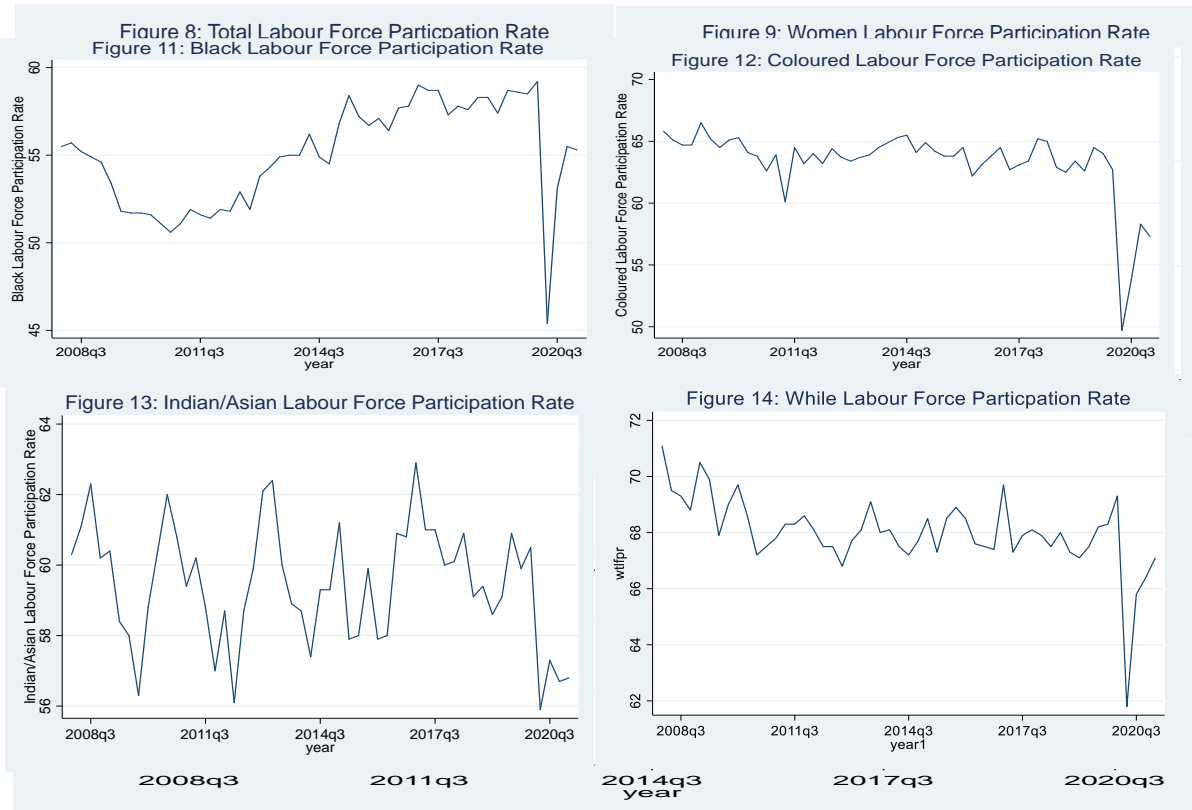 Figure 8: Total Labour Force Particpation Rate
Figure 9: Women Labour Force Participation Rate
Figure 11: Black Labour Force Participation Rate
Black Labour Force Participation Rate
60
55
50
45
2008q3 2011q3 2014q3 2017q3 2020q3
year
Figure 12: Coloured Labour Force Participation Rate
Coloured Labour Force Participation Rate
70
65
60
55
50
2008q3 2011q3 2014q3 2017q3 2020q3
year
Figure 13: Indian/Asian Labour Force Participation Rate
Indian/Asian Labour Force Participation Rate
64
62
60
58
56
2008q3 2011q3 2014q3 2017q3 2020q3
year
Figure 14: While Labour Force Particpation Rate
wtlfpr
72
70
68
66
64
62
2008q3 2011q3 2014q3 2017q3 2020q3
year1
2008q3 2011q3 2014q3 2017q3 2020q3
year